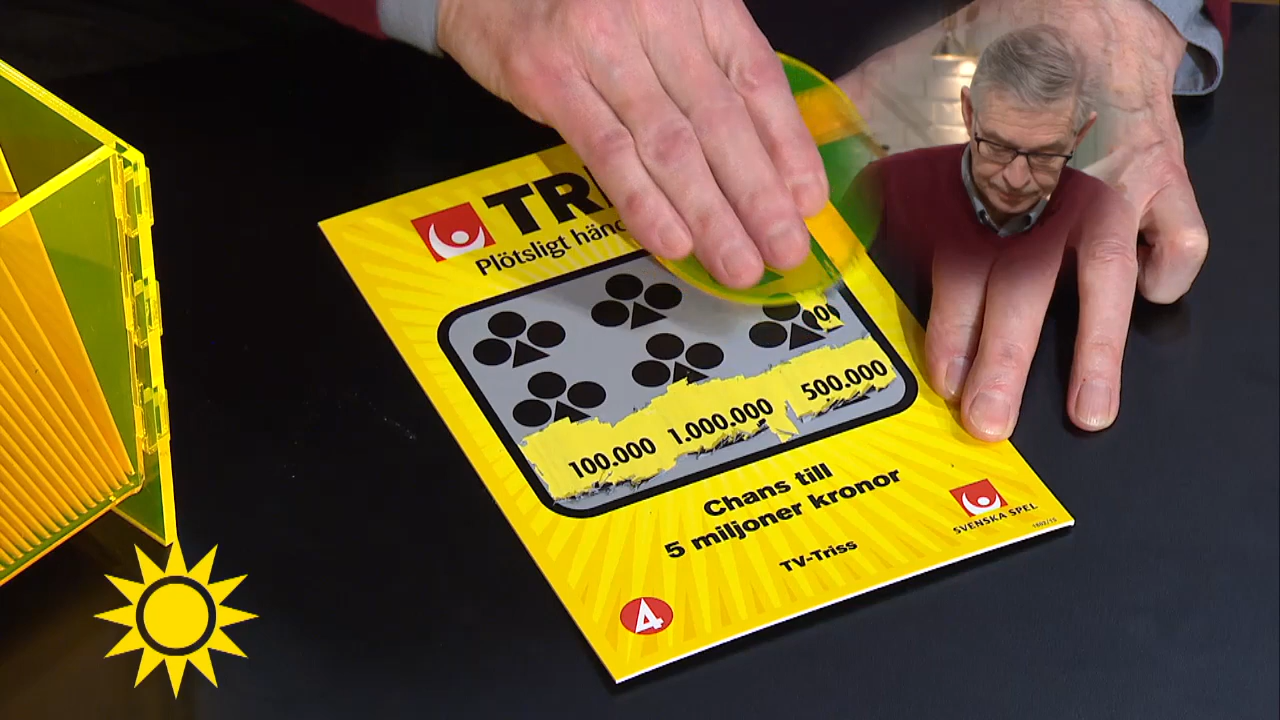 TRI
Plötsligt händ
00
100.000 1.000.000 500.000
Chans till
5 miljoner kronor
TV-Triss
SVENSKA SPEL
4